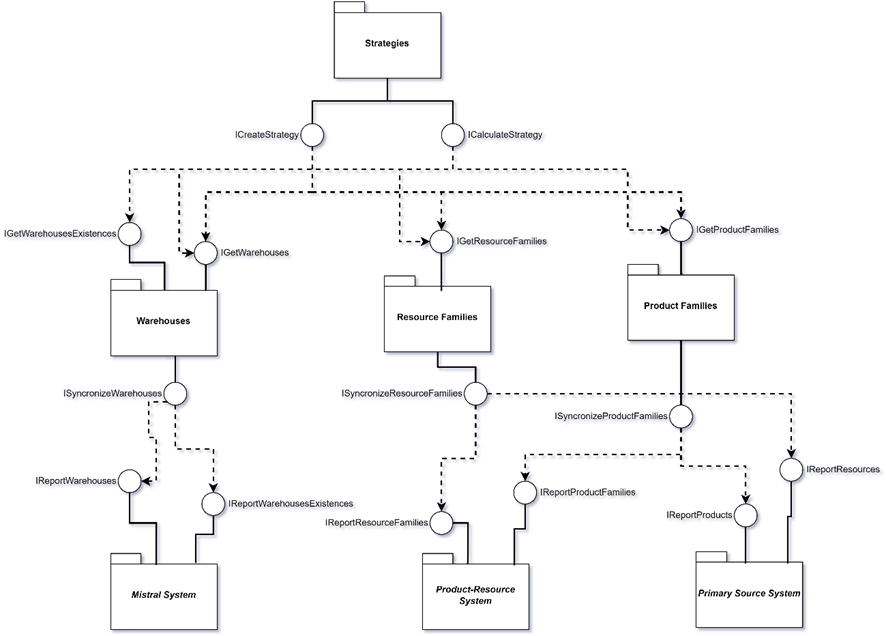 Strategies
ICreateStrategy
ICalculateStrategy
IGetWarehousesExistences
IGetWarehouses
IGetResourceFamilies
IGetProductFamilies
Warehouses
Resource Families
Product Families
ISyncronizeWarehouses
ISyncronizeResourceFamilies
ISyncronizeProductFamilies
IReportWarehouses
IReportWarehousesExistences
IReportResourceFamilies
IReportProductFamilies
IReportProducts
IReportResources
Mistral System
Product-Resource
System
Primary Source System